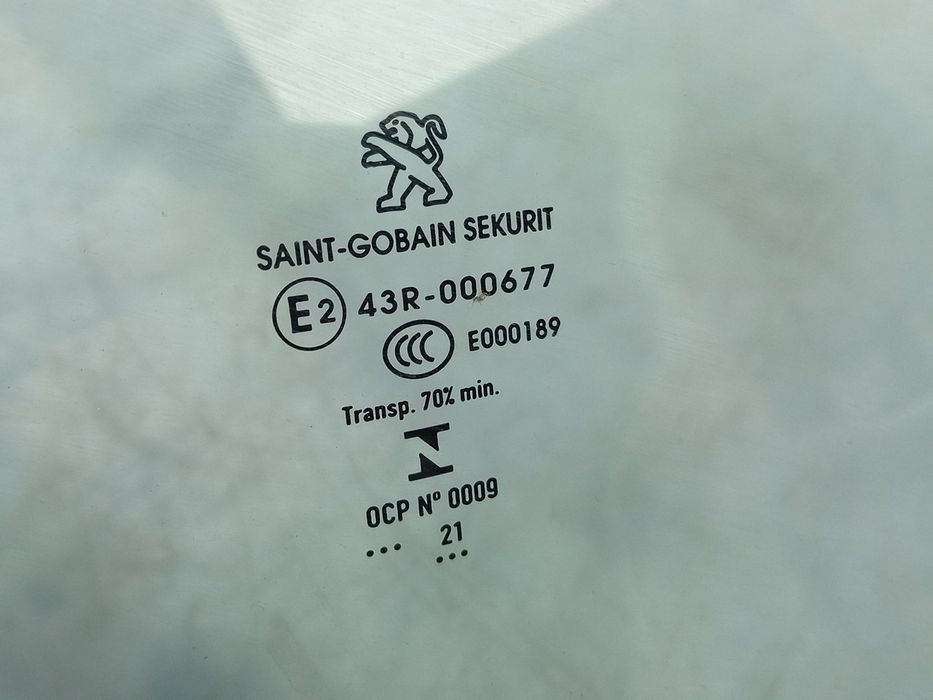 SAINT-GOBAIN SEKURIT
E2 43R-000677
CCC E000189
Transp. 70% min.
OCP Nº 0009
... 21
...